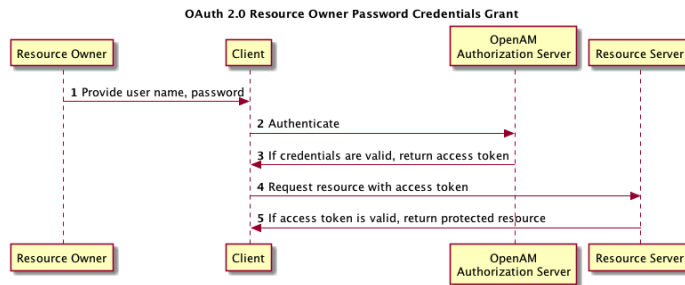 OAuth 2.0 Resource Owner Password Credentials Grant
Resource Owner
Client
OpenAM
Authorization Server
Resource Server
1 Provide user name, password
2 Authenticate
3 If credentials are valid, return access token
4 Request resource with access token
5 If access token is valid, return protected resource
Resource Owner
Client
OpenAM
Authorization Server
Resource Server